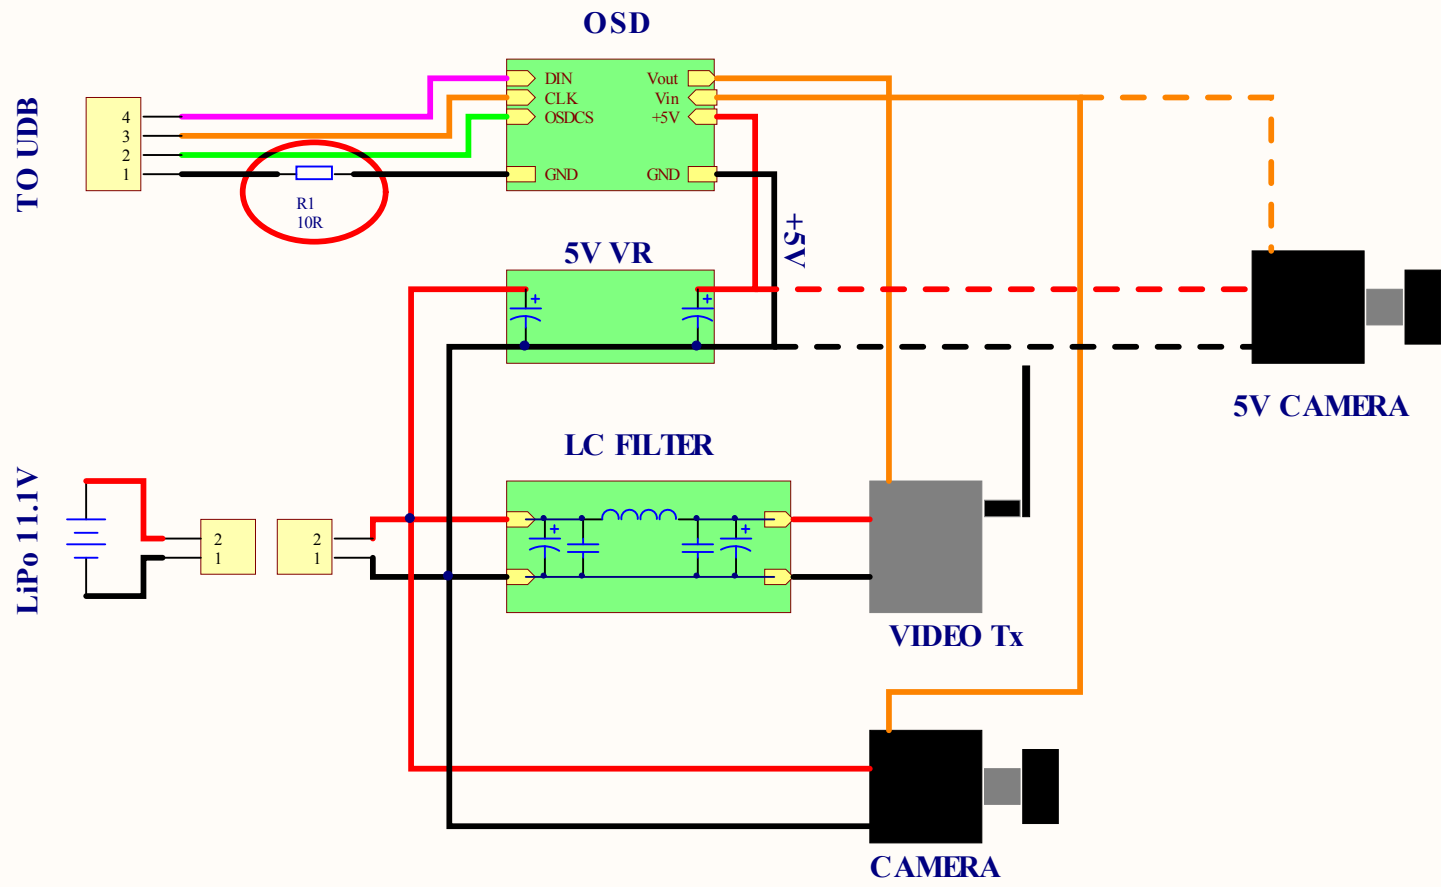 OSD
TO UDB
4
3
2
1
DIN
CLK
OSDCS
GND
Vout
Vin
+5V
GND
R1
10R
+5V
5V VR
+
+
5V CAMERA
LC FILTER
LiPo 11.1V
2
1
2
1
+
+
VIDEO Tx
CAMERA